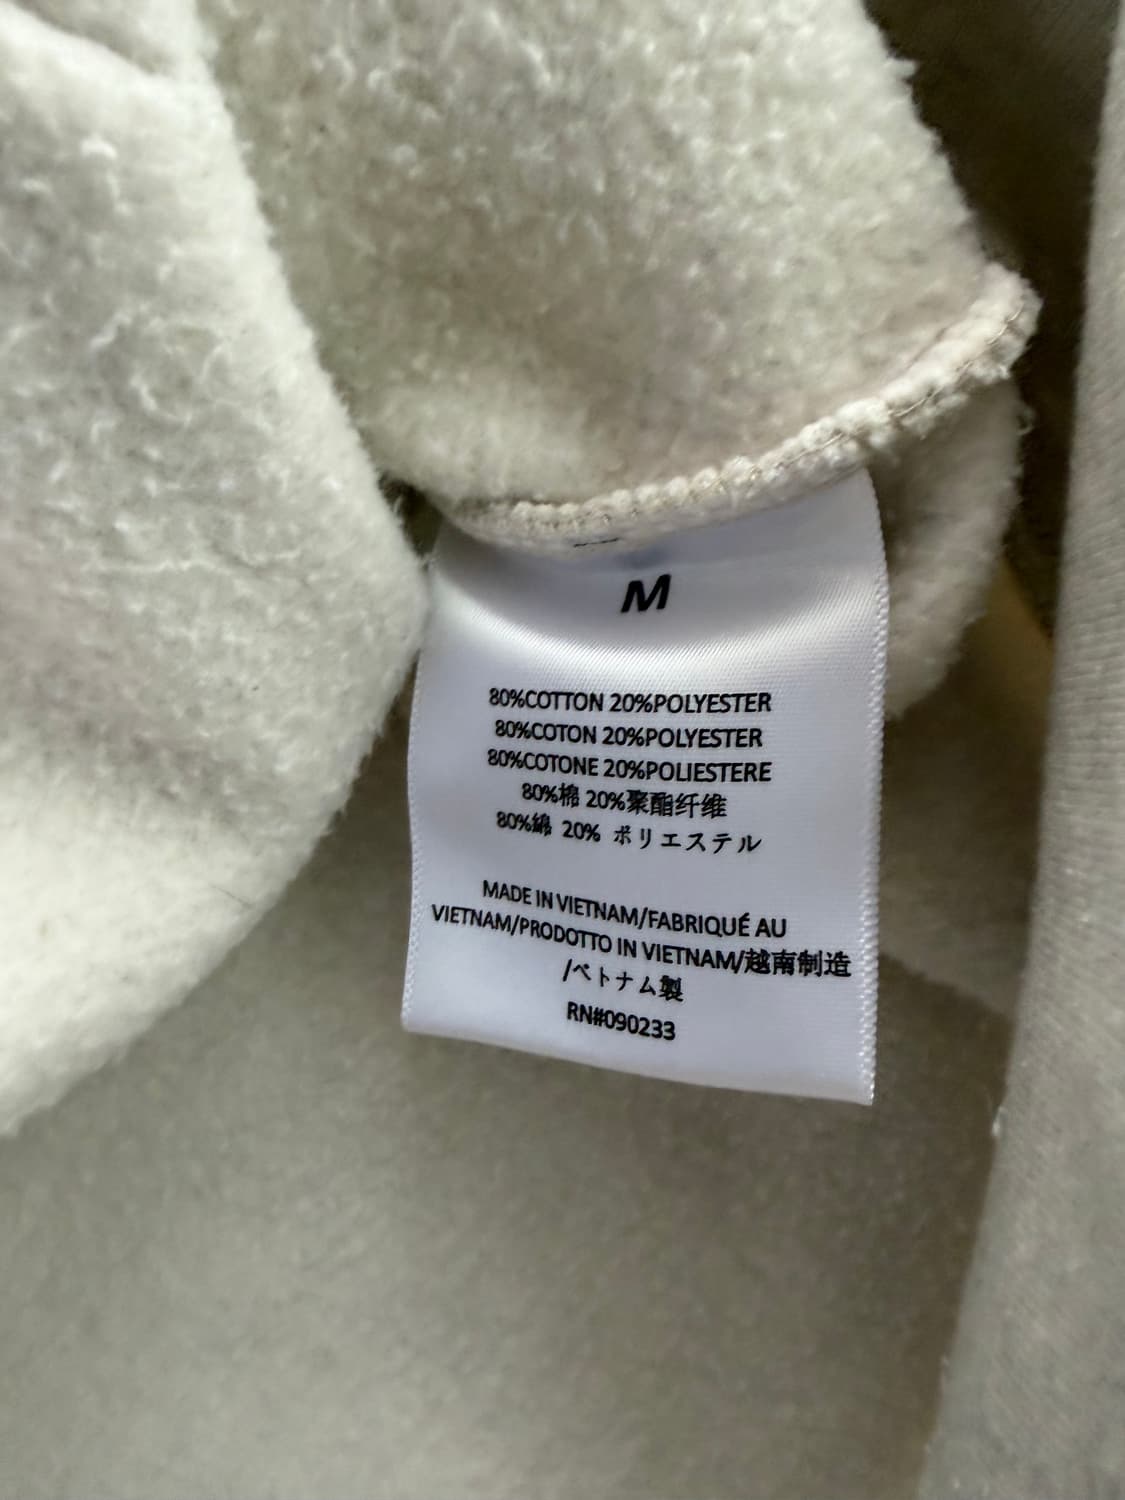 M
80%COTTON 20%POLYESTER
80%COTON 20%POLYESTER
80%COTONE 20%POLIESTERE
80%棉 20%聚酯纤维
80%綿 20% ポリエステル
MADE IN VIETNAM/FABRIQUÉ AU
VIETNAM/PRODOTTO IN VIETNAM/越南制造
/ベトナム製
RN#090233